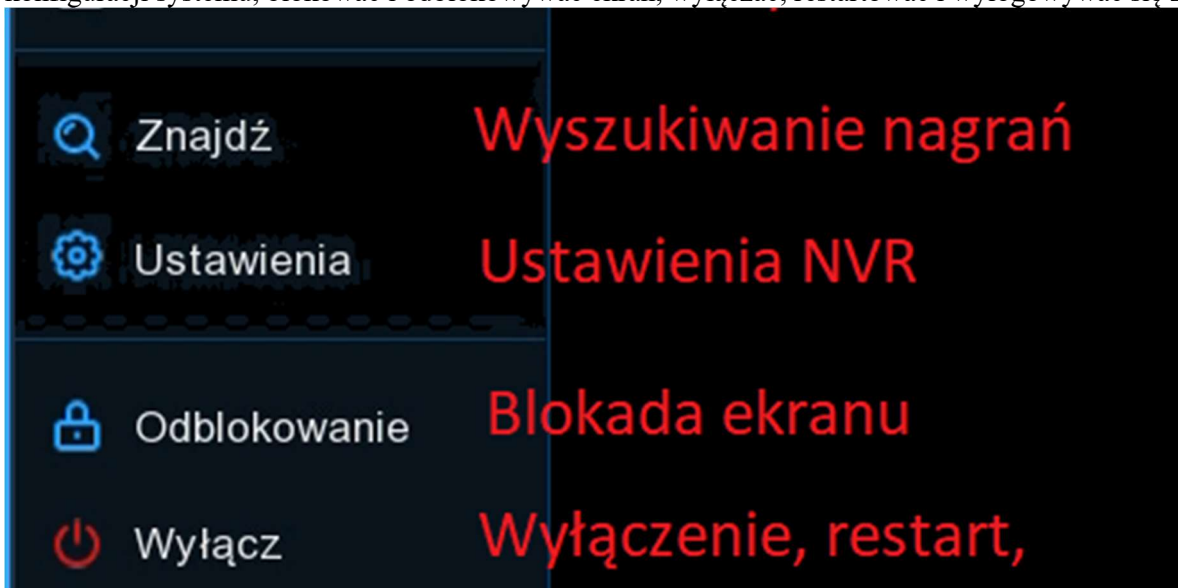 Znajdź Wyszukiwanie nagrań
Ustawienia Ustawienia NVR
Odblokowanie Blokada ekranu
Wyłącz Wyłączenie, restart,